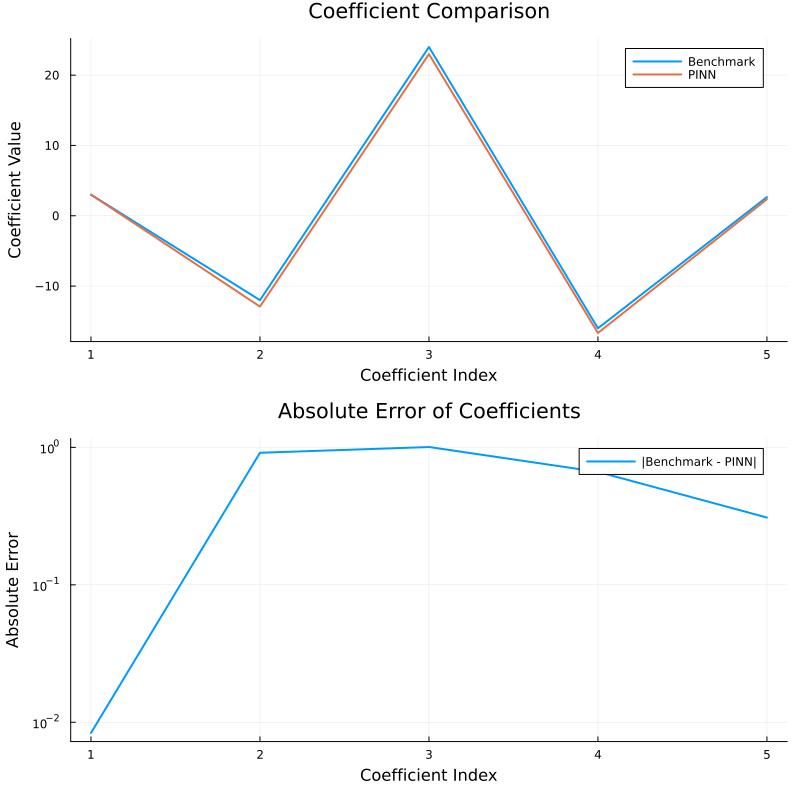 Coefficient Comparison
Benchmark
PINN
20
10
0
−10
Coefficient Value
1 2 3 4 5
Coefficient Index
Absolute Error of Coefficients
|Benchmark - PINN|
10⁰
10⁻¹
10⁻²
Absolute Error
1 2 3 4 5
Coefficient Index